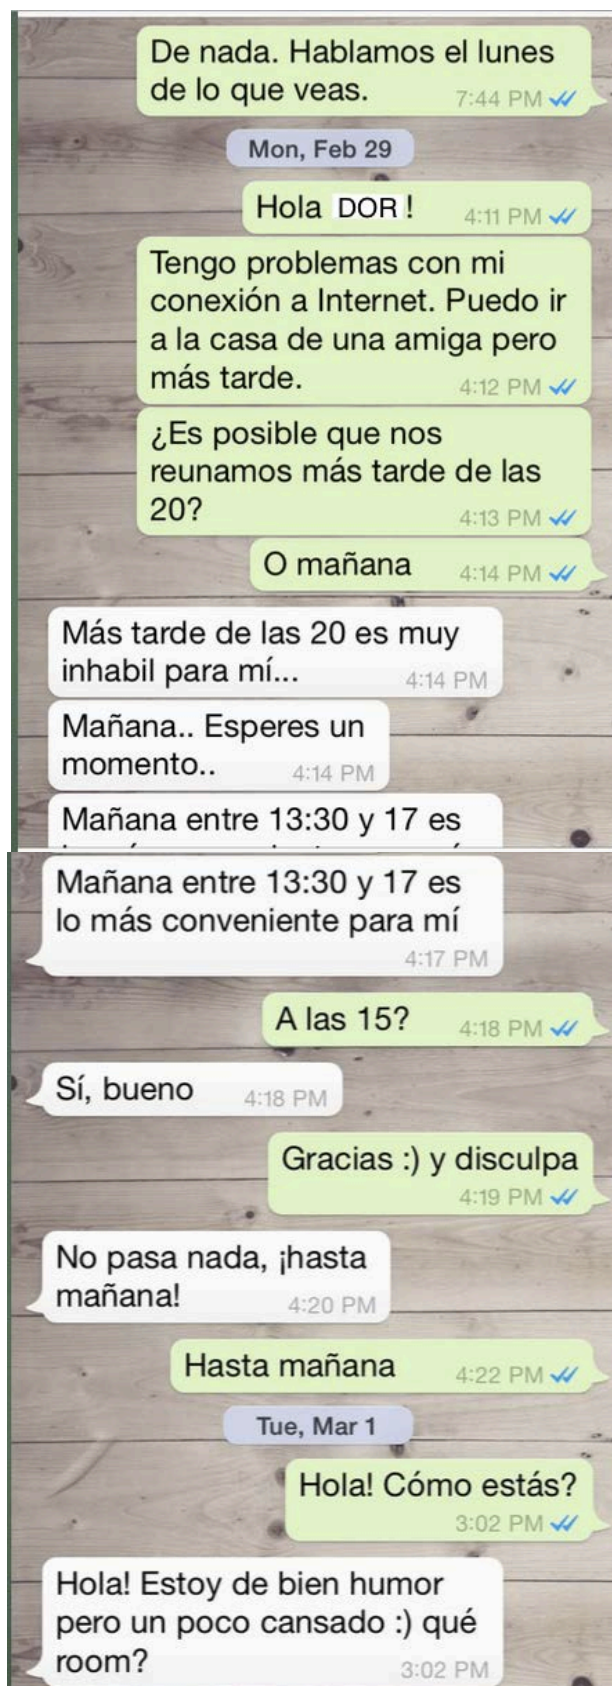 De nada. Hablamos el lunes
de lo que veas.
7:44 PM
Mon, Feb 29
Hola DOR!
4:11 PM
Tengo problemas con mi
conexión a Internet. Puedo ir
a la casa de una amiga pero
más tarde.
4:12 PM
¿Es posible que nos
reunamos más tarde de las
20?
4:13 PM
O mañana
4:14 PM
Más tarde de las 20 es muy
inhabil para mí...
4:14 PM
Mañana.. Esperes un
momento..
4:14 PM
Mañana entre 13:30 y 17 es
Mañana entre 13:30 y 17 es
lo más conveniente para mí
4:17 PM
A las 15?
4:18 PM
Sí, bueno
4:18 PM
Gracias :) y disculpa
4:19 PM
No pasa nada, ¡hasta
mañana!
4:20 PM
Hasta mañana
4:22 PM
Tue, Mar 1
Hola! Cómo estás?
3:02 PM
Hola! Estoy de bien humor
pero un poco cansado :) qué
room?
3:02 PM